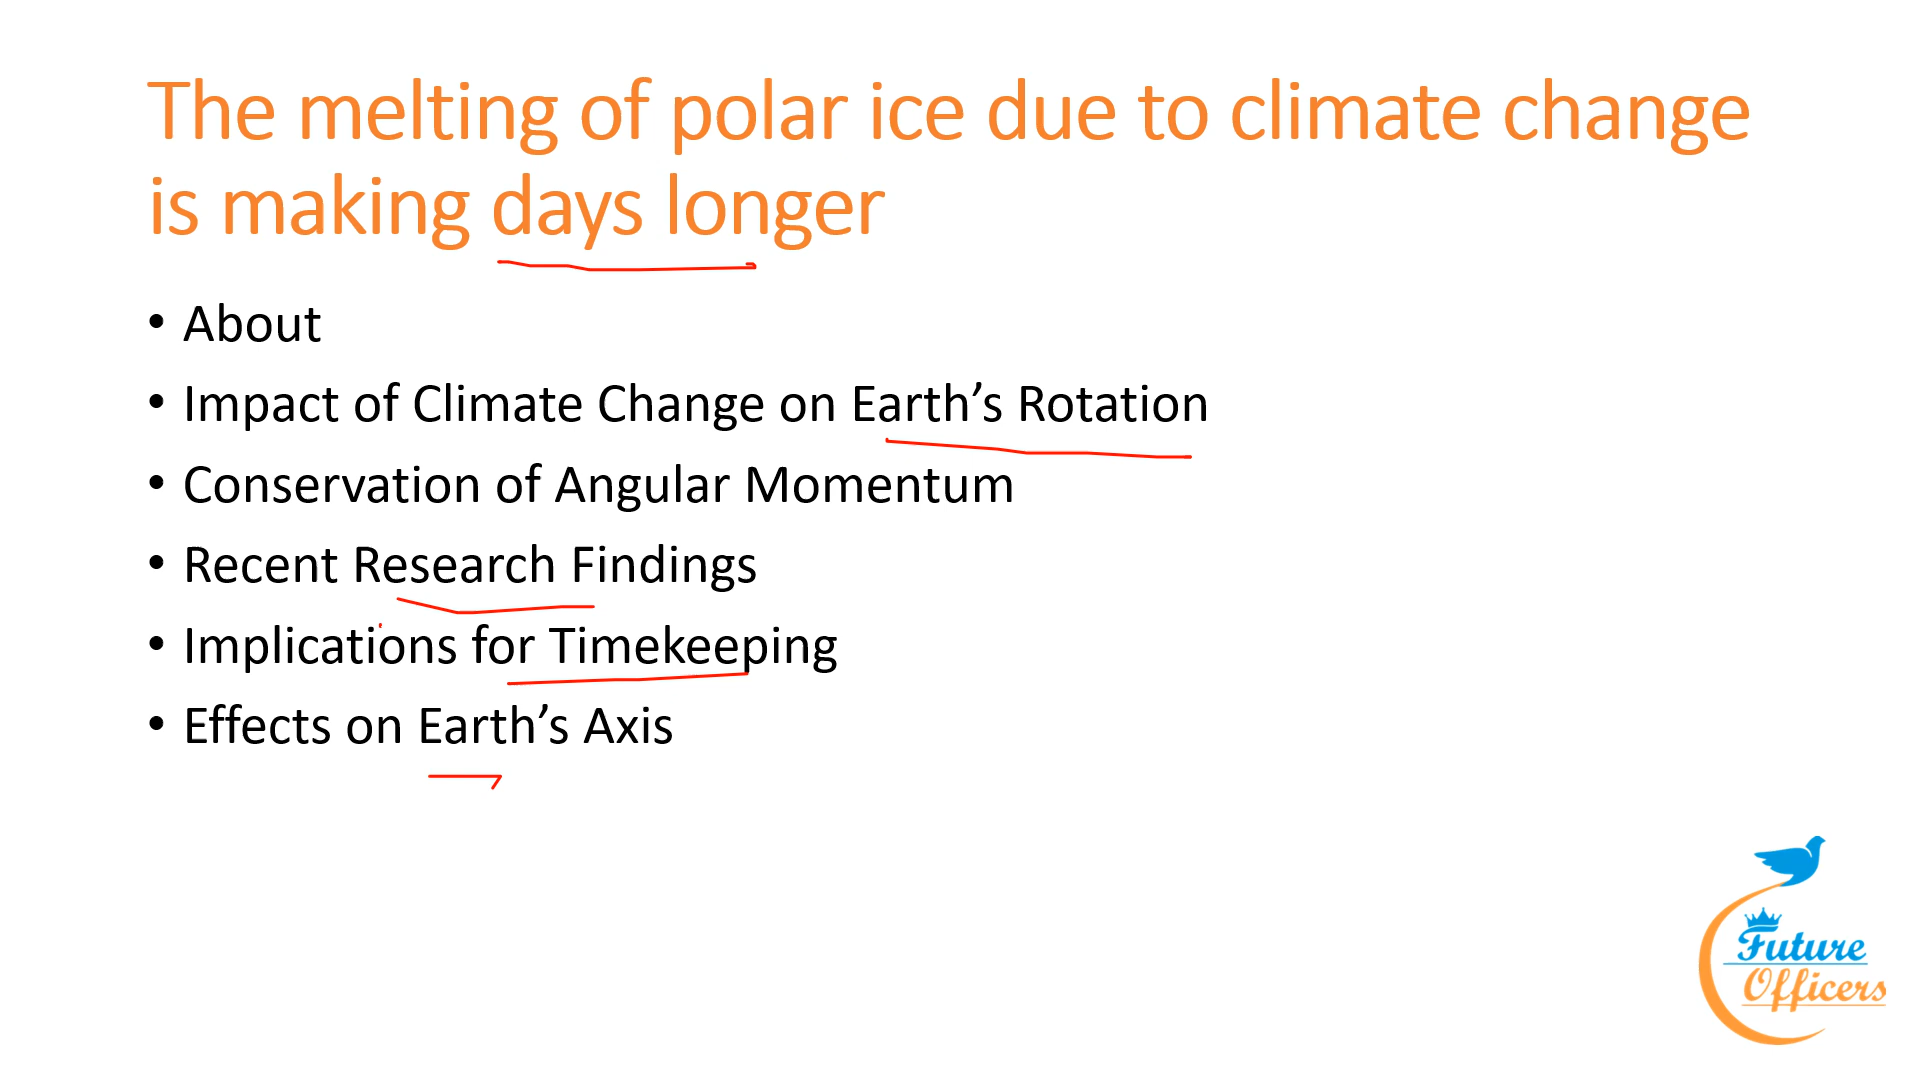 The melting of polar ice due to climate change
is making days longer
• About
• Impact of Climate Change on Earth’s Rotation
• Conservation of Angular Momentum
• Recent Research Findings
• Implications for Timekeeping
• Effects on Earth’s Axis
Future
Officers